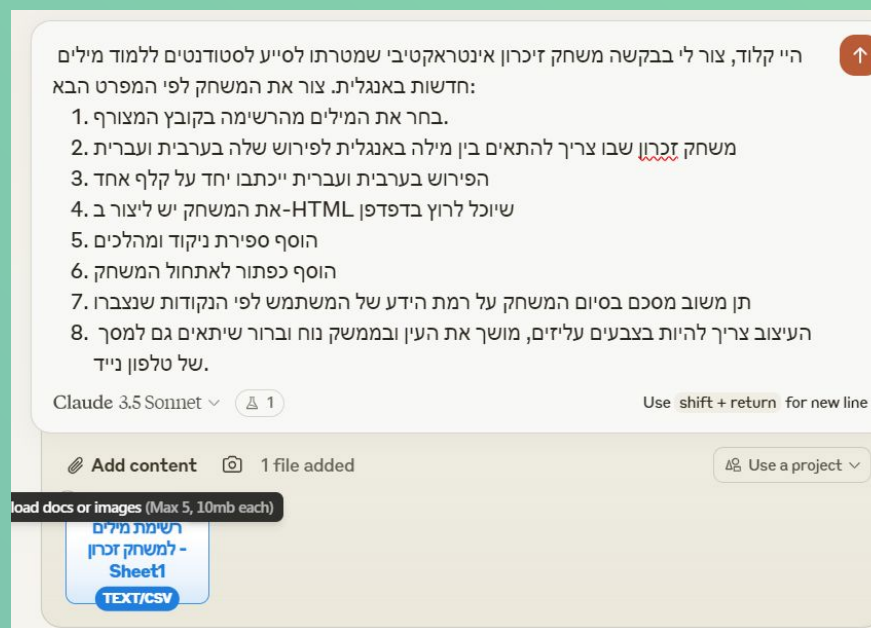 היי קלוד, צור לי בבקשה משחק זיכרון אינטראקטיבי שמטרתו לסייע לסטודנטים ללמוד מילים
חדשות באנגלית. צור את המשחק לפי המפרט הבא:
1. בחר את המילים מהרשימה בקובץ המצורף.
2. משחק זכרון שבו צריך להתאים בין מילה באנגלית לפירוש שלה בערבית ועברית
3. הפירוש בערבית ועברית ייכתבו יחד על קלף אחד
4. את המשחק יש ליצור ב-HTML שיוכל לרוץ בדפדפן
5. הוסף ספירת ניקוד ומהלכים
6. הוסף כפתור לאתחול המשחק
7. תן משוב מסכם בסיום המשחק על רמת הידע של המשתמש לפי הנקודות שנצברו
8. העיצוב צריך להיות בצבעים עליזים, מושך את העין ובממשק נוח וברור שיתאים גם למסך
של טלפון נייד.
Claude 3.5 Sonnet 1 Use shift + return for new line
Add content 1 file added Use a project
load docs or images (Max 5, 10mb each)
רשימת מילים
למשחק זכרון -
Sheet1
TEXT/CSV